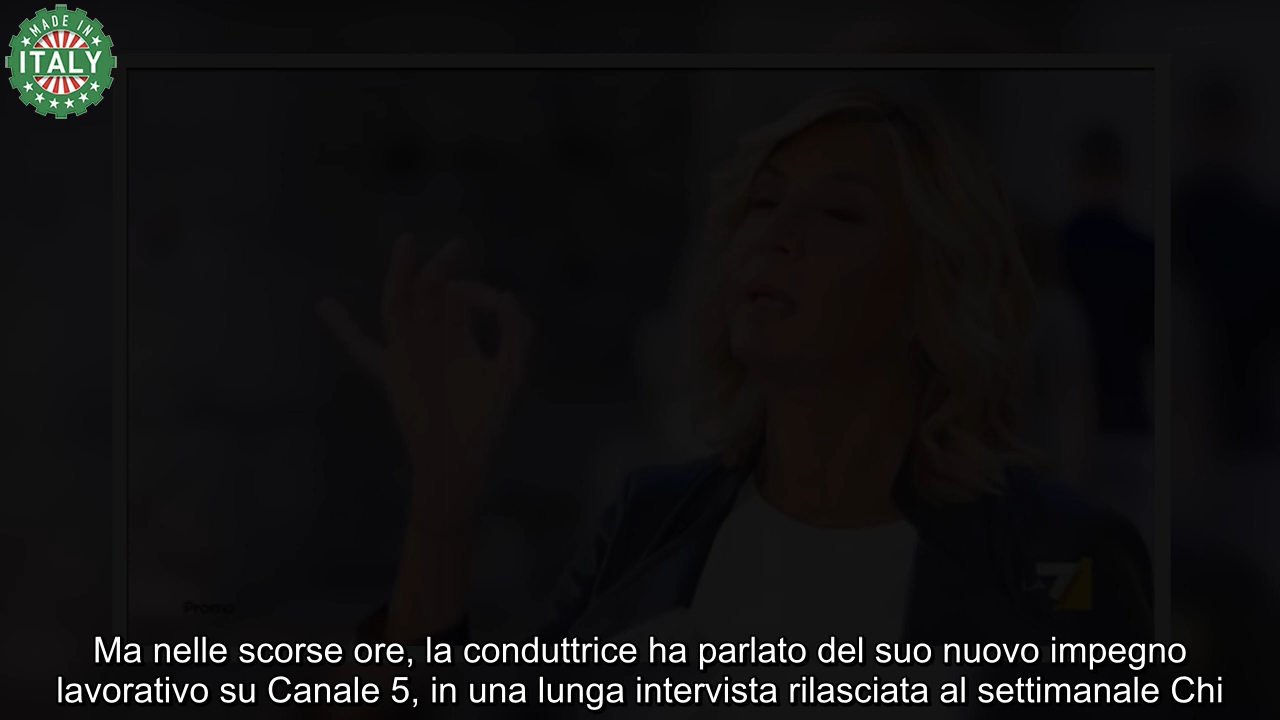 MADE IN
ITALY
Promo
7
Ma nelle scorse ore, la conduttrice ha parlato del suo nuovo impegno
lavorativo su Canale 5, in una lunga intervista rilasciata al settimanale Chi